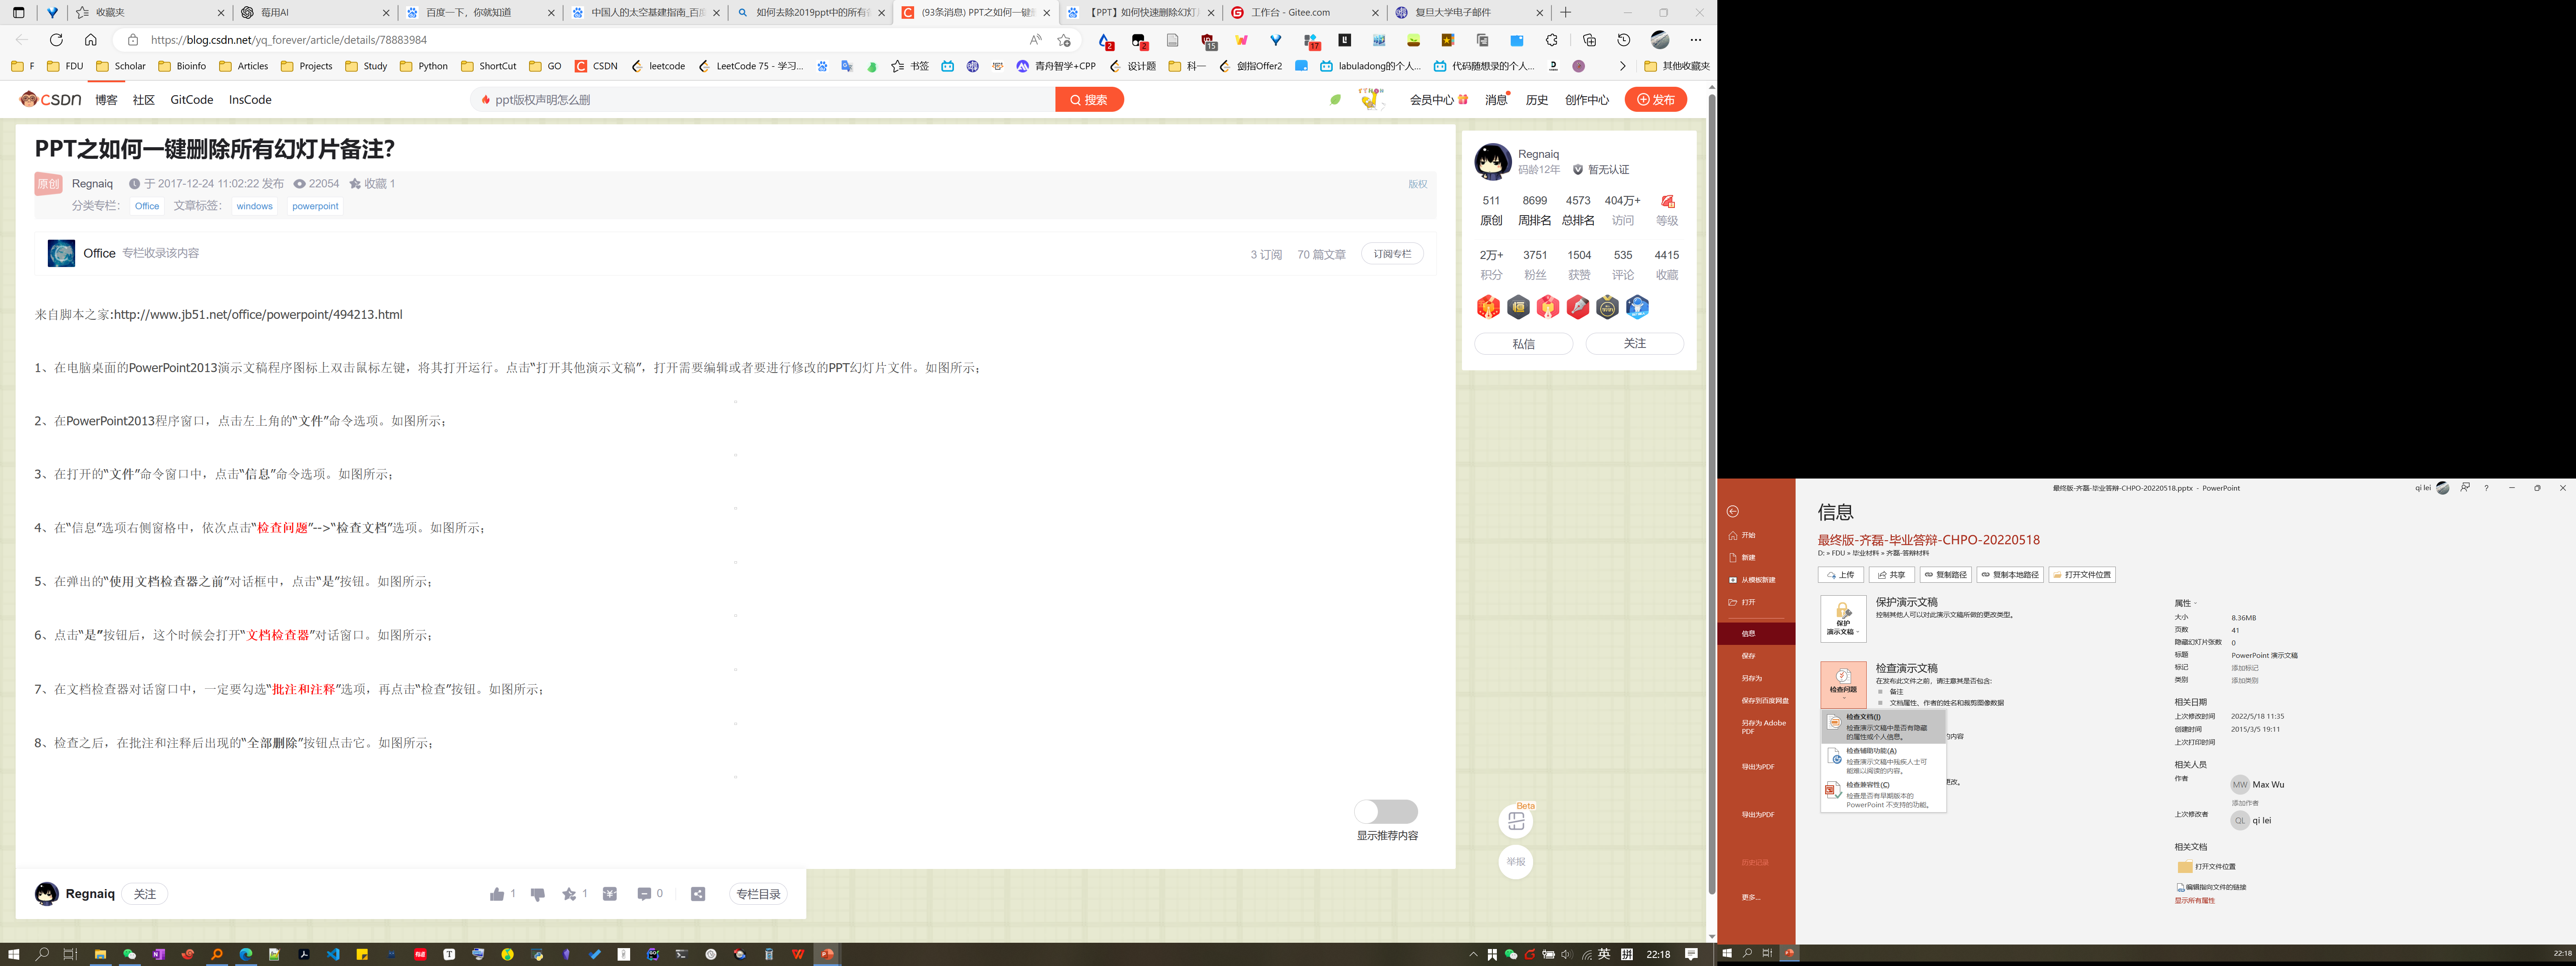 收藏夹
莓用AI
百度一下，你就知道
中国人的太空基建指南_百度
如何去除2019ppt中的所有备
(93条消息) PPT之如何一键删
【PPT】如何快速删除幻灯片
工作台 - Gitee.com
复旦大学电子邮件
https://blog.csdn.net/yq_forever/article/details/78883984
F
FDU
Scholar
Bioinfo
Articles
Projects
Study
Python
ShortCut
GO
CSDN
leetcode
LeetCode 75 - 学习...
书签
青舟智学+CPP
设计题
科一
剑指Offer2
labuladong的个人...
代码随想录的个人...
其他收藏夹
CSDN
博客
社区
GitCode
InsCode
ppt版权声明怎么删
搜索
会员中心
消息
历史
创作中心
发布
PPT之如何一键删除所有幻灯片备注?
原创
Regnaiq
于 2017-12-24 11:02:22 发布
22054
收藏 1
版权
分类专栏：
Office
文章标签：
windows
powerpoint
Office 专栏收录该内容
3 订阅
70 篇文章
订阅专栏
来自脚本之家:http://www.jb51.net/office/powerpoint/494213.html
1、在电脑桌面的PowerPoint2013演示文稿程序图标上双击鼠标左键，将其打开运行。点击“打开其他演示文稿”，打开需要编辑或者要进行修改的PPT幻灯片文件。如图所示；
2、在PowerPoint2013程序窗口，点击左上角的“文件”命令选项。如图所示；
3、在打开的“文件”命令窗口中，点击“信息”命令选项。如图所示；
4、在“信息”选项右侧窗格中，依次点击“检查问题”-->“检查文档”选项。如图所示；
5、在弹出的“使用文档检查器之前”对话框中，点击“是”按钮。如图所示；
6、点击“是”按钮后，这个时候会打开“文档检查器”对话窗口。如图所示；
7、在文档检查器对话窗口中，一定要勾选“批注和注释”选项，再点击“检查”按钮。如图所示；
8、检查之后，在批注和注释后出现的“全部删除”按钮点击它。如图所示；
显示推荐内容
Regnaiq
关注
1
1
0
专栏目录
Regnaiq
码龄12年
暂无认证
511
8699
4573
404万+
原创
周排名
总排名
访问
等级
2万+
3751
1504
535
4415
积分
粉丝
获赞
评论
收藏
私信
关注
Beta
举报
英
拼
22:18
最终版-齐磊-毕业答辩-CHPO-20220518.pptx - PowerPoint
qi lei
开始
新建
从模板新建
打开
信息
保存
另存为
保存到百度网盘
另存为 Adobe
PDF
导出为PDF
导出为PDF
历史记录
更多...
信息
最终版-齐磊-毕业答辩-CHPO-20220518
D: » FDU » 毕业材料 » 齐磊-答辩材料
上传
共享
复制路径
复制本地路径
打开文件位置
保护
演示文稿
保护演示文稿
控制其他人可以对此演示文稿所做的更改类型。
检查问题
检查演示文稿
在发布此文件之前，请注意其是否包含:
备注
文档属性、作者的姓名和裁剪图像数据
检查文档(I)
检查演示文稿中是否有隐藏
的属性或个人信息。
的内容
检查辅助功能(A)
检查演示文稿中残疾人士可
能难以阅读的内容。
更改。
检查兼容性(C)
检查是否有早期版本的
PowerPoint 不支持的功能。
属性
大小
8.36MB
页数
41
隐藏幻灯片张数
0
标题
PowerPoint 演示文稿
标记
添加标记
类别
添加类别
相关日期
上次修改时间
2022/5/18 11:35
创建时间
2015/3/5 19:11
上次打印时间
相关人员
作者
MW
Max Wu
添加作者
上次修改者
QL
qi lei
相关文档
打开文件位置
编辑指向文件的链接
显示所有属性
22:18